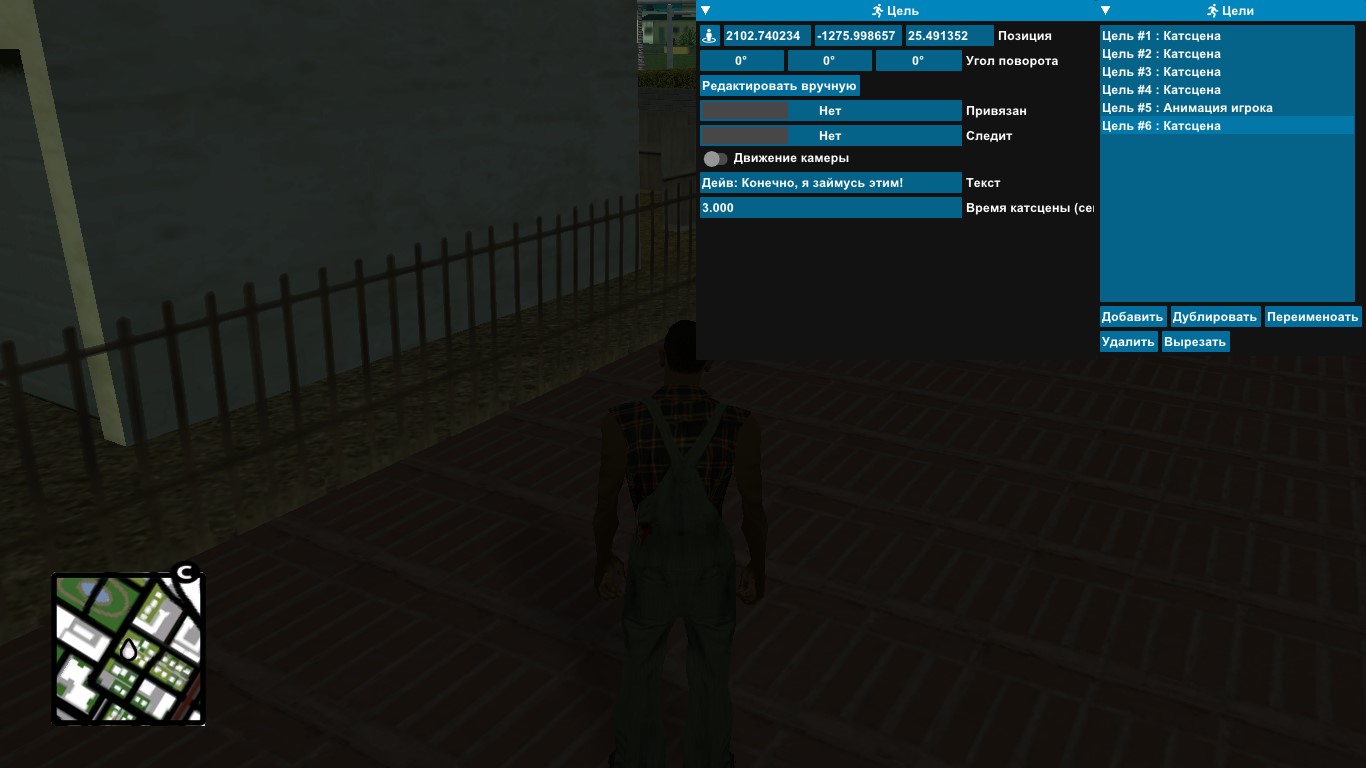 Цель
2102.740234 -1275.998657 25.491352 Позиция
0° 0° 0° Угол поворота
Редактировать вручную
Нет Привязан
Нет Следит
Движение камеры
Дейв: Конечно, я займусь этим! Текст
3.000 Время катсцены (се
Цели
Цель #1 : Катсцена
Цель #2 : Катсцена
Цель #3 : Катсцена
Цель #4 : Катсцена
Цель #5 : Анимация игрока
Цель #6 : Катсцена
Добавить Дублировать Переименоать
Удалить Вырезать
C